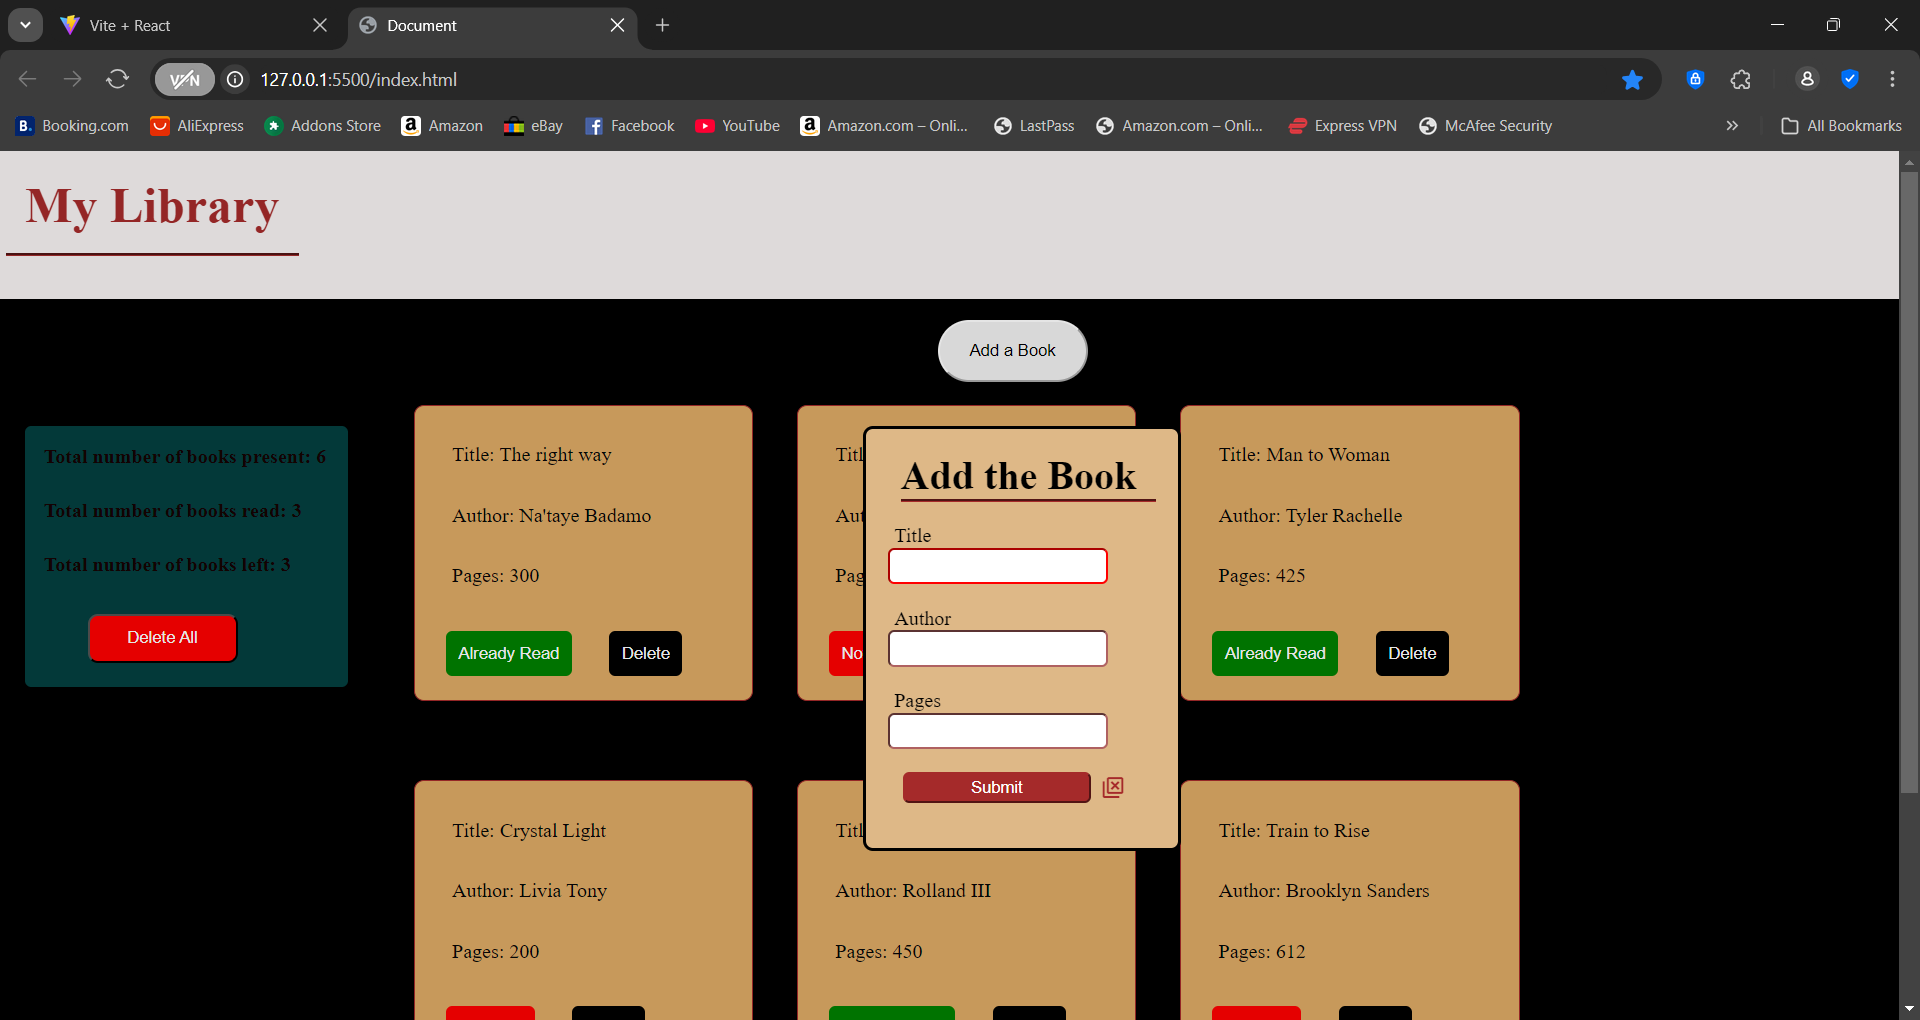 Vite + React
Document
VPN
127.0.0.1:5500/index.html
B. Booking.com
AliExpress
Addons Store
Amazon
eBay
Facebook
YouTube
Amazon.com – Onli...
LastPass
Amazon.com – Onli...
Express VPN
McAfee Security
All Bookmarks
My Library
Add a Book
Total number of books present: 6
Total number of books read: 3
Total number of books left: 3
Delete All
Title: The right way
Author: Na'taye Badamo
Pages: 300
Already Read
Delete
Titl
Aut
Pag
No
Add the Book
Title
Author
Pages
Submit
Title: Man to Woman
Author: Tyler Rachelle
Pages: 425
Already Read
Delete
Title: Crystal Light
Author: Livia Tony
Pages: 200
Titl
Author: Rolland III
Pages: 450
Title: Train to Rise
Author: Brooklyn Sanders
Pages: 612